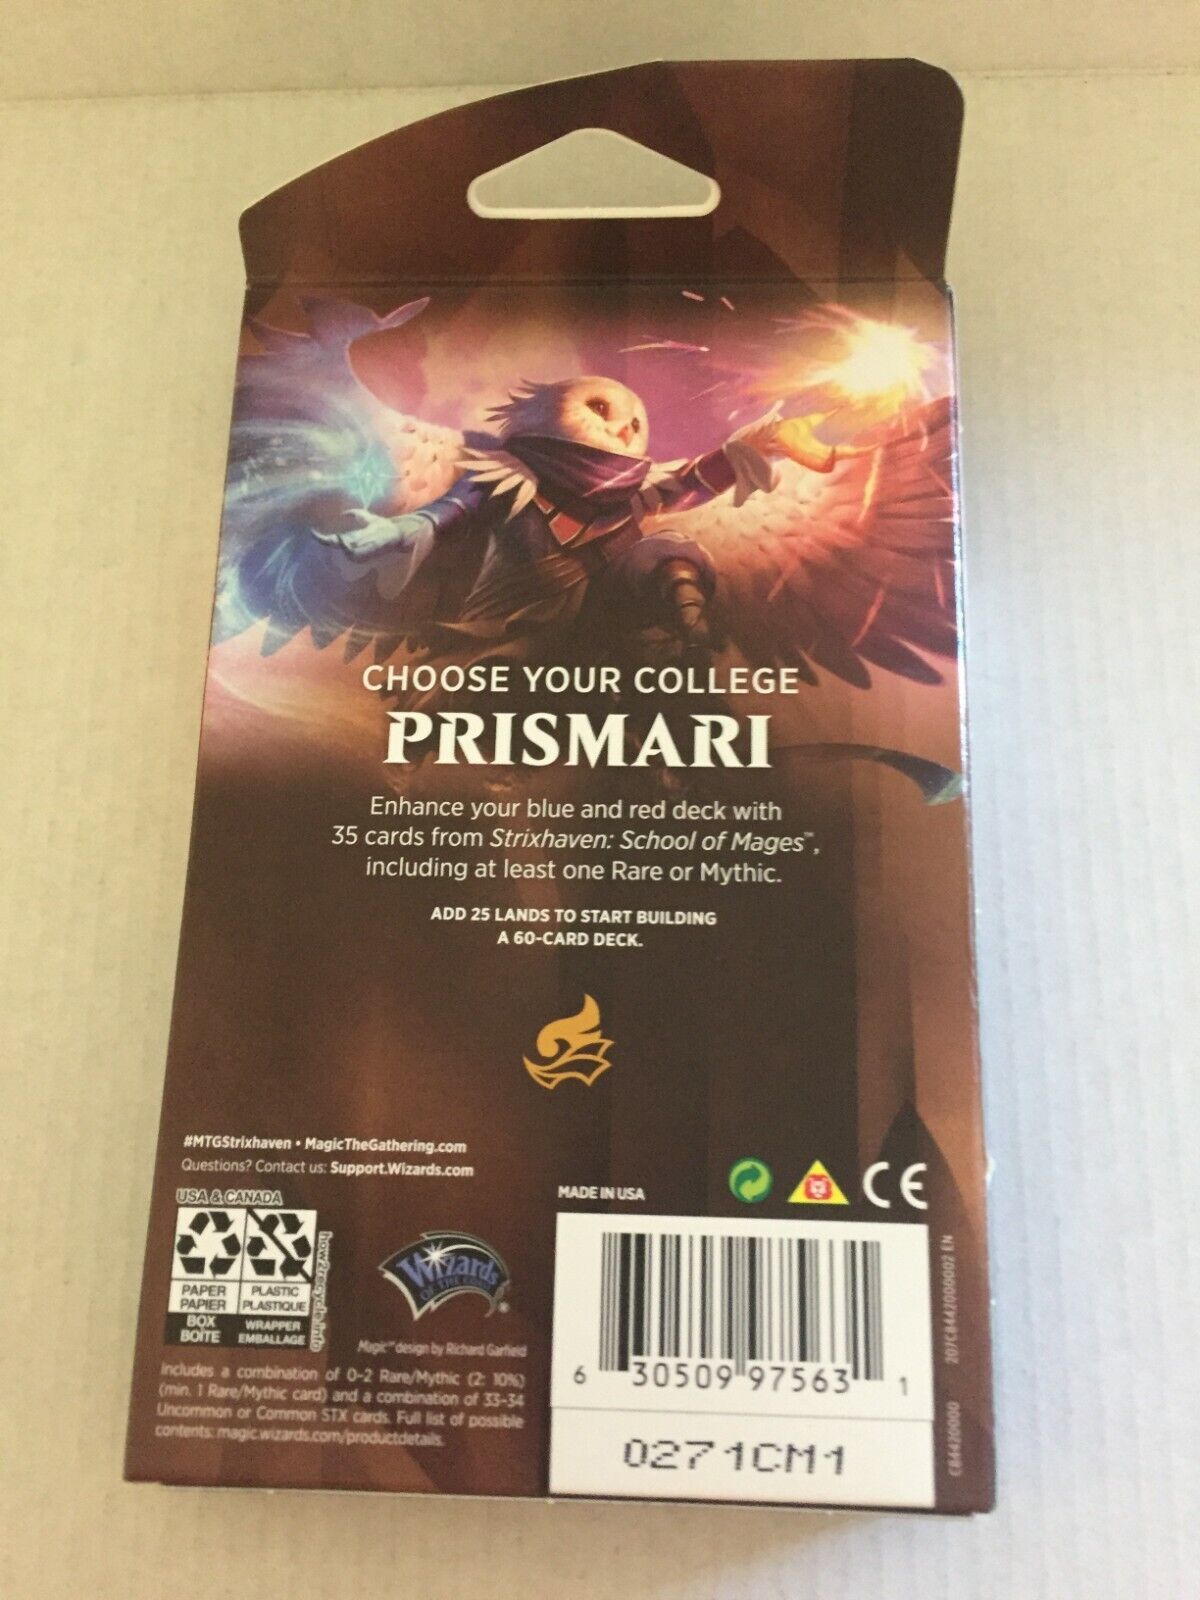 CHOOSE YOUR COLLEGE
PRISMARI
Enhance your blue and red deck with
35 cards from Strixhaven: School of Mages™,
including at least one Rare or Mythic.
ADD 25 LANDS TO START BUILDING
A 60-CARD DECK.
#MTGStrixhaven • MagicTheGathering.com
Questions? Contact us: Support.Wizards.com
USA & CANADA
PAPER
PAPIER
BOX
BOÎTE
PLASTIC
PLASTIQUE
WRAPPER
EMBALLAGE
how2recycle.info
Wizards
OF THE COAST
®
Magic™ design by Richard Garfield
Includes a combination of 0-2 Rare/Mythic (2: 10%)
(min. 1 Rare/Mythic card) and a combination of 33-34
Uncommon or Common STX cards. Full list of possible
contents: magic.wizards.com/productdetails.
MADE IN USA
CE
6 30509 97563 1
0271CM1
C84420000 207C84420000002 EN